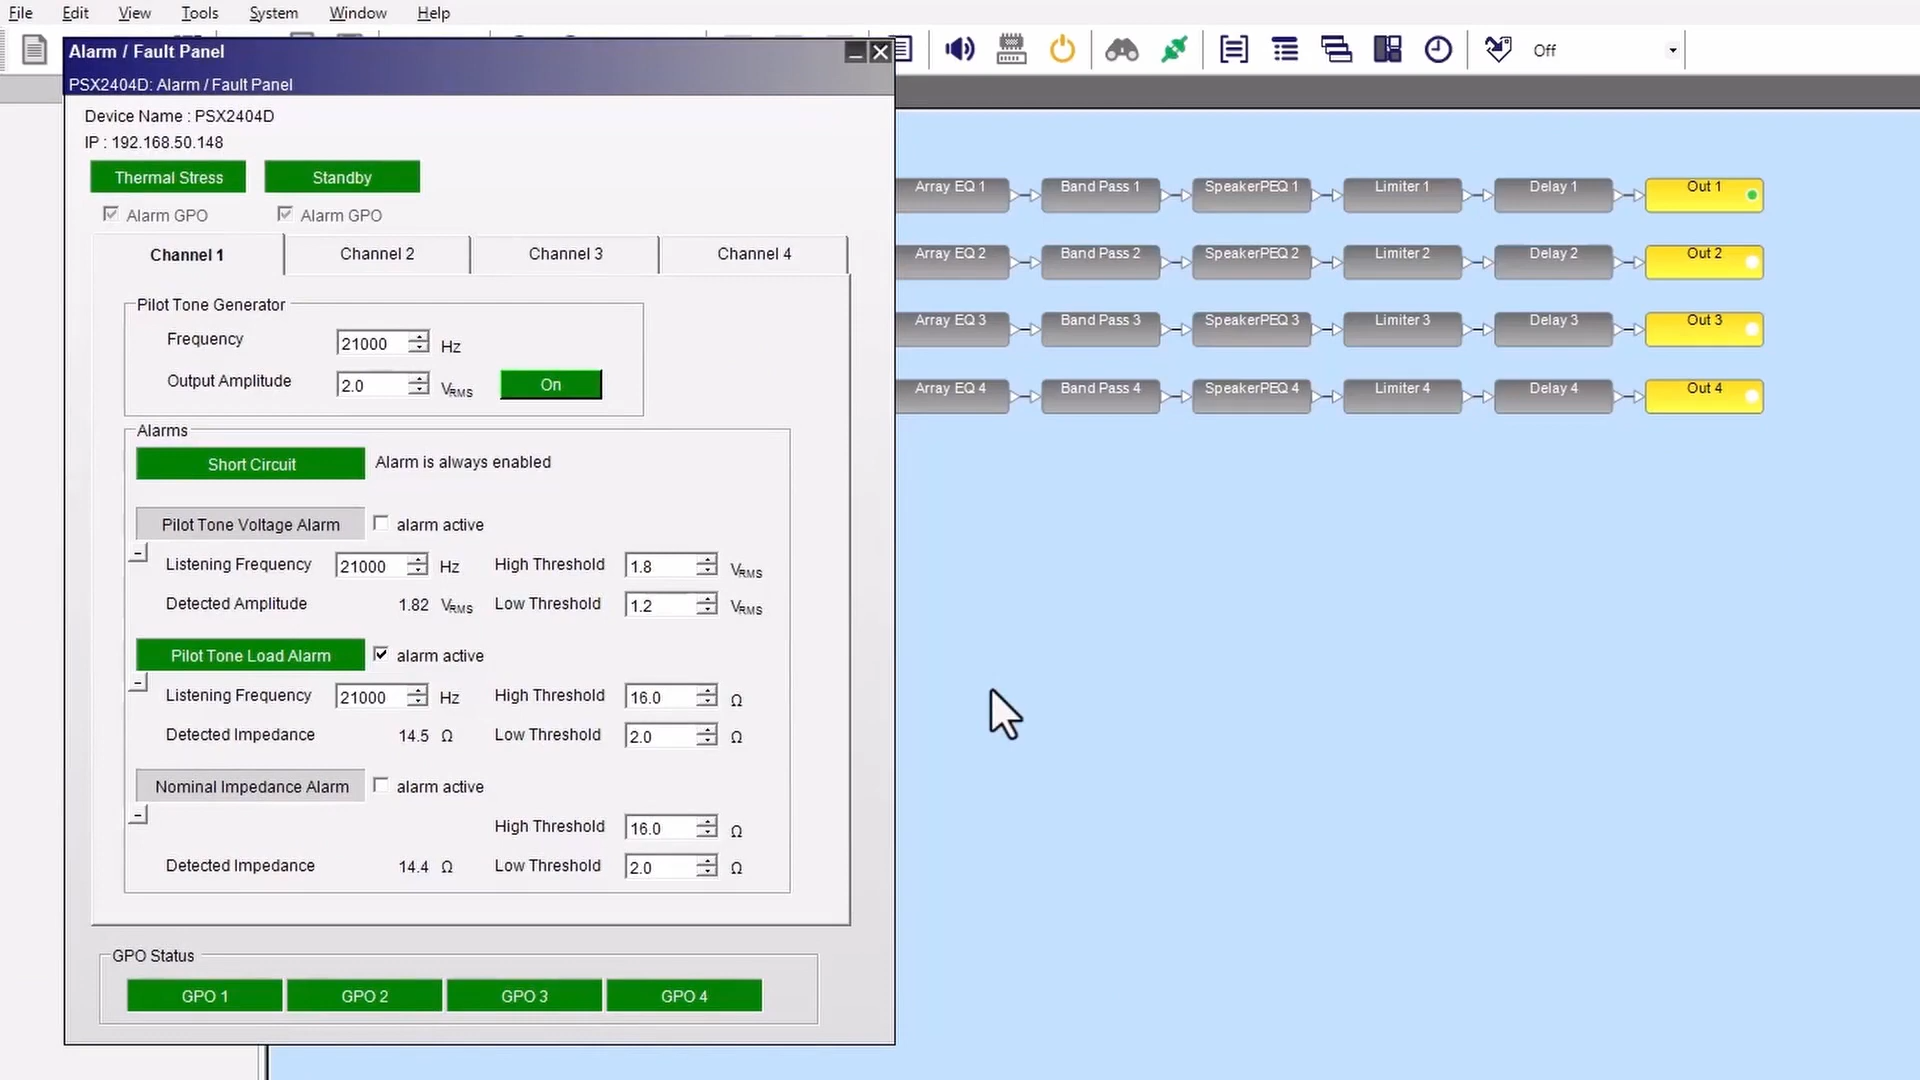 File Edit View Tools System Window Help
Off
Alarm / Fault Panel
PSX2404D: Alarm / Fault Panel
Device Name : PSX2404D
IP : 192.168.50.148
Thermal Stress Standby
Alarm GPO Alarm GPO
Channel 1 Channel 2 Channel 3 Channel 4
Pilot Tone Generator
Frequency 21000 Hz
Output Amplitude 2.0 VRMS On
Alarms
Short Circuit Alarm is always enabled
Pilot Tone Voltage Alarm alarm active
Listening Frequency 21000 Hz High Threshold 1.8 VRMS
Detected Amplitude 1.82 VRMS Low Threshold 1.2 VRMS
Pilot Tone Load Alarm alarm active
Listening Frequency 21000 Hz High Threshold 16.0 Ω
Detected Impedance 14.5 Ω Low Threshold 2.0 Ω
Nominal Impedance Alarm alarm active
High Threshold 16.0 Ω
Detected Impedance 14.4 Ω Low Threshold 2.0 Ω
GPO Status
GPO 1 GPO 2 GPO 3 GPO 4
Array EQ 1 Band Pass 1 SpeakerPEQ 1 Limiter 1 Delay 1 Out 1
Array EQ 2 Band Pass 2 SpeakerPEQ 2 Limiter 2 Delay 2 Out 2
Array EQ 3 Band Pass 3 SpeakerPEQ 3 Limiter 3 Delay 3 Out 3
Array EQ 4 Band Pass 4 SpeakerPEQ 4 Limiter 4 Delay 4 Out 4